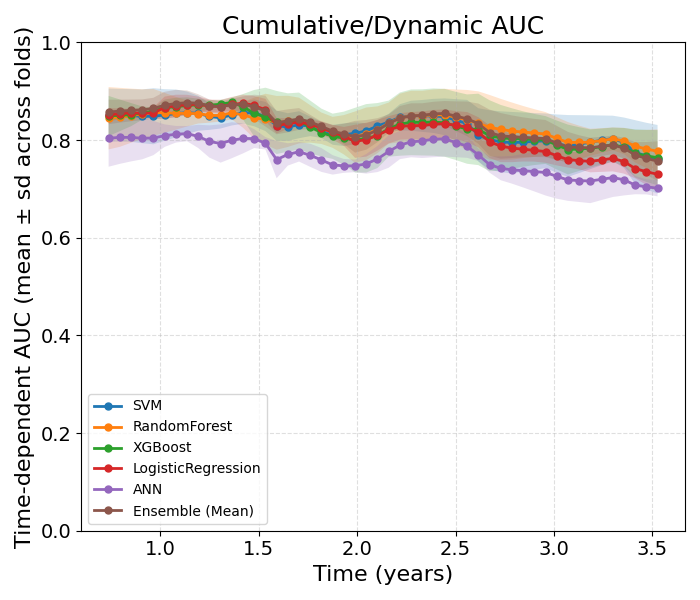 Cumulative/Dynamic AUC
Time-dependent AUC (mean ± sd across folds)
1.0
0.8
0.6
0.4
0.2
0.0
SVM
RandomForest
XGBoost
LogisticRegression
ANN
Ensemble (Mean)
1.0 1.5 2.0 2.5 3.0 3.5
Time (years)